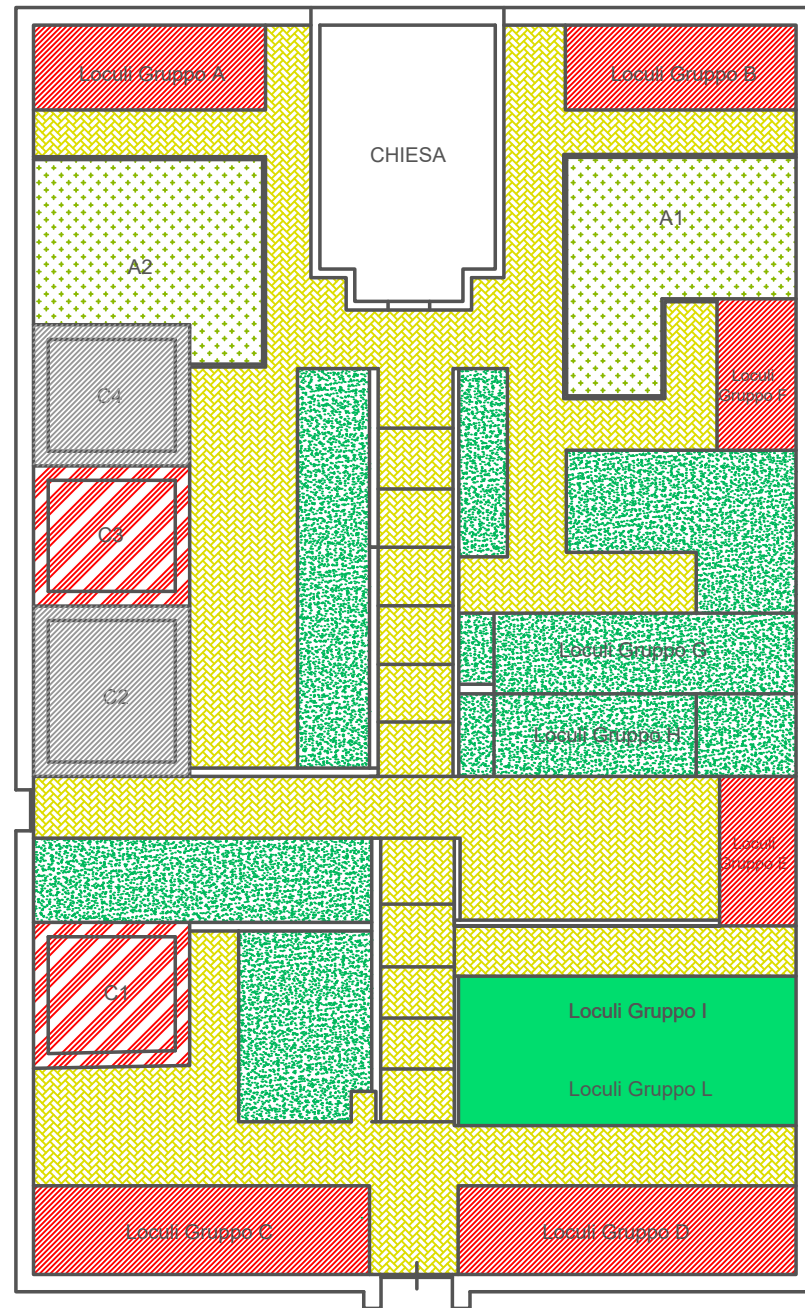 Loculi Gruppo A
Loculi Gruppo B
CHIESA
A1
A2
Loculi
Gruppo F
C4
C3
Loculi Gruppo G
C2
Loculi Gruppo H
Loculi
Gruppo E
C1
Loculi Gruppo I
Loculi Gruppo L
Loculi Gruppo C
Loculi Gruppo D